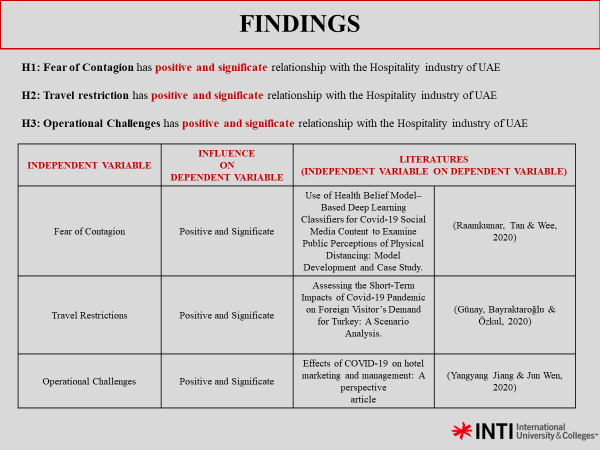 FINDINGS
H1: Fear of Contagion has positive and significate relationship with the Hospitality industry of UAE
H2: Travel restriction has positive and significate relationship with the Hospitality industry of UAE
H3: Operational Challenges has positive and significate relationship with the Hospitality industry of UAE
INDEPENDENT VARIABLE
INFLUENCE
ON
DEPENDENT VARIABLE
LITERATURES
(INDEPENDENT VARIABLE ON DEPENDENT VARIABLE)
Fear of Contagion
Positive and Significate
Use of Health Belief Model–
Based Deep Learning
Classifiers for Covid-19 Social
Media Content to Examine
Public Perceptions of Physical
Distancing: Model
Development and Case Study.
(Raamkumar, Tan & Wee,
2020)
Travel Restrictions
Positive and Significate
Assessing the Short-Term
Impacts of Covid-19 Pandemic
on Foreign Visitor's Demand
for Turkey: A Scenario
Analysis.
(Günay, Bayraktaroğlu &
Özkul, 2020)
Operational Challenges
Positive and Significate
Effects of COVID-19 on hotel
marketing and management: A
perspective
article
(Yangyang Jiang & Jun Wen,
2020)
INTI International
University & Colleges